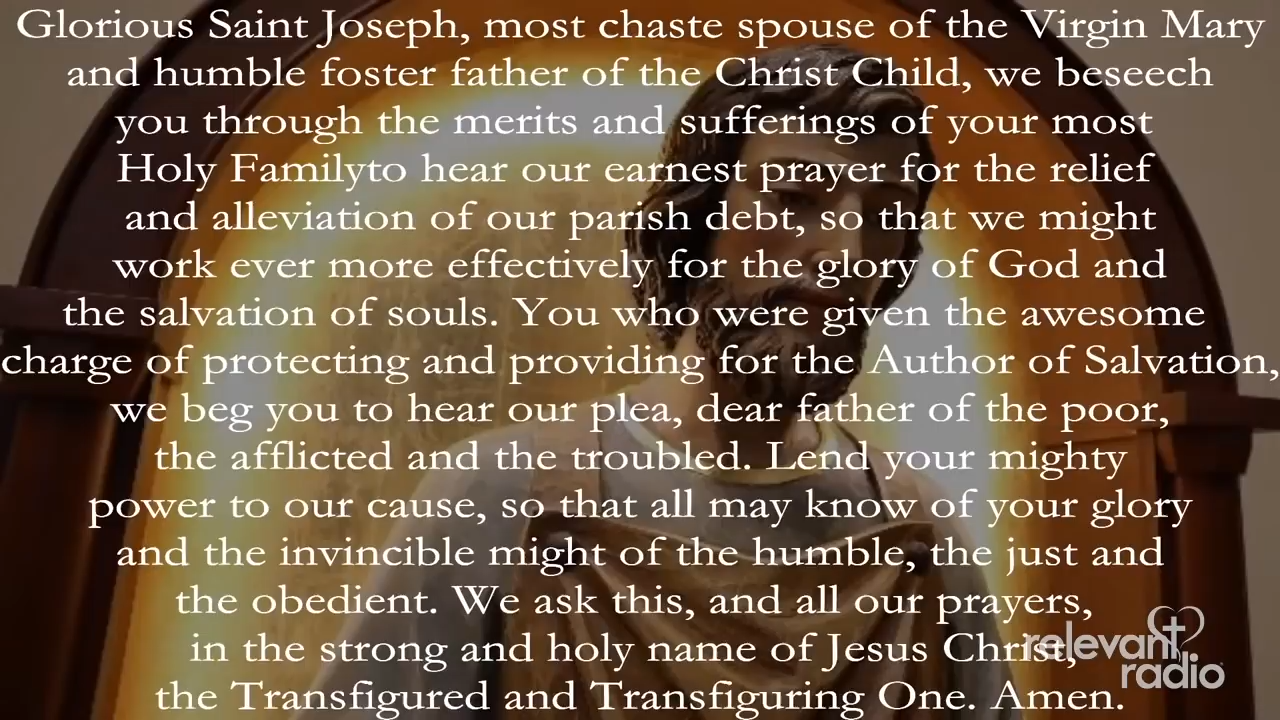 Glorious Saint Joseph, most chaste spouse of the Virgin Mary
and humble foster father of the Christ Child, we beseech
you through the merits and sufferings of your most
Holy Familyto hear our earnest prayer for the relief
and alleviation of our parish debt, so that we might
work ever more effectively for the glory of God and
the salvation of souls. You who were given the awesome
charge of protecting and providing for the Author of Salvation,
we beg you to hear our plea, dear father of the poor,
the afflicted and the troubled. Lend your mighty
power to our cause, so that all may know of your glory
and the invincible might of the humble, the just and
the obedient. We ask this, and all our prayers,
in the strong and holy name of Jesus Christ,
the Transfigured and Transfiguring One. Amen.
relevant
radio